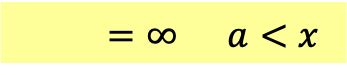 = ∞ a < x